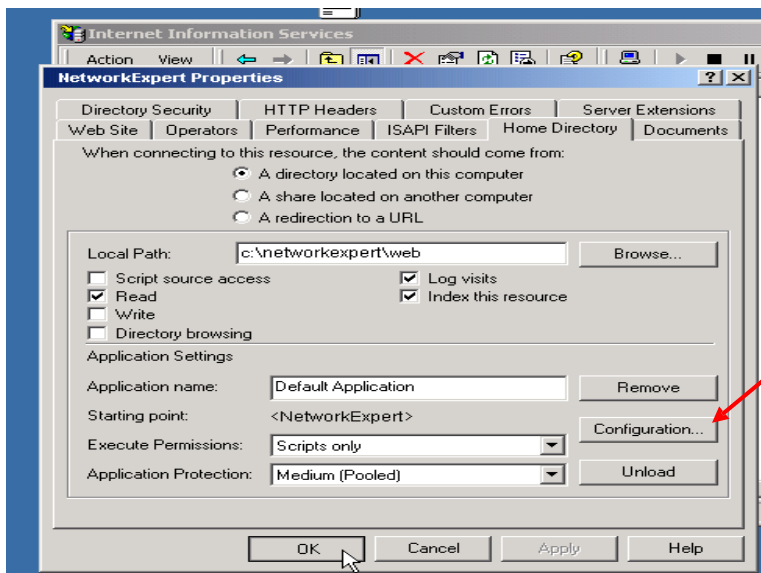 Internet Information Services
Action View
NetworkExpert Properties
Directory Security HTTP Headers Custom Errors Server Extensions
Web Site Operators Performance ISAPI Filters Home Directory Documents
When connecting to this resource, the content should come from:
A directory located on this computer
A share located on another computer
A redirection to a URL
Local Path: c:\networkexpert\web Browse...
Script source access Log visits
Read Index this resource
Write
Directory browsing
Application Settings
Application name: Default Application Remove
Starting point: <NetworkExpert>
Configuration...
Execute Permissions: Scripts only
Application Protection: Medium (Pooled) Unload
OK Cancel Apply Help